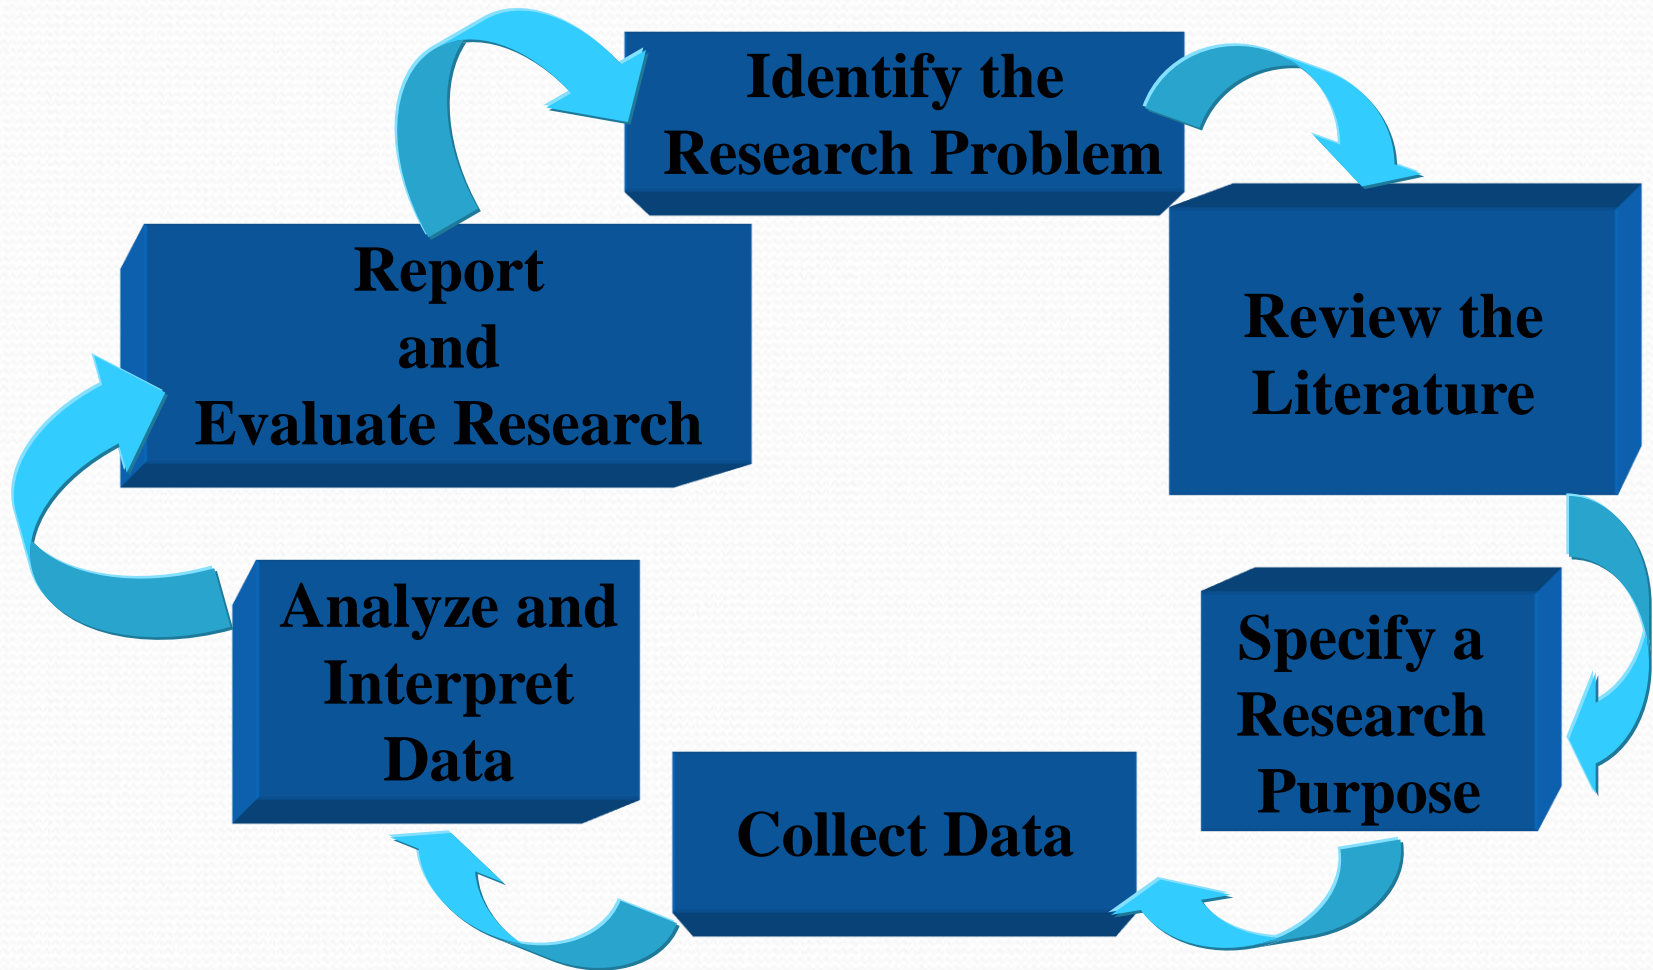 Identify the
Research Problem
Review the
Literature
Specify a
Research
Purpose
Collect Data
Analyze and
Interpret
Data
Report
and
Evaluate Research